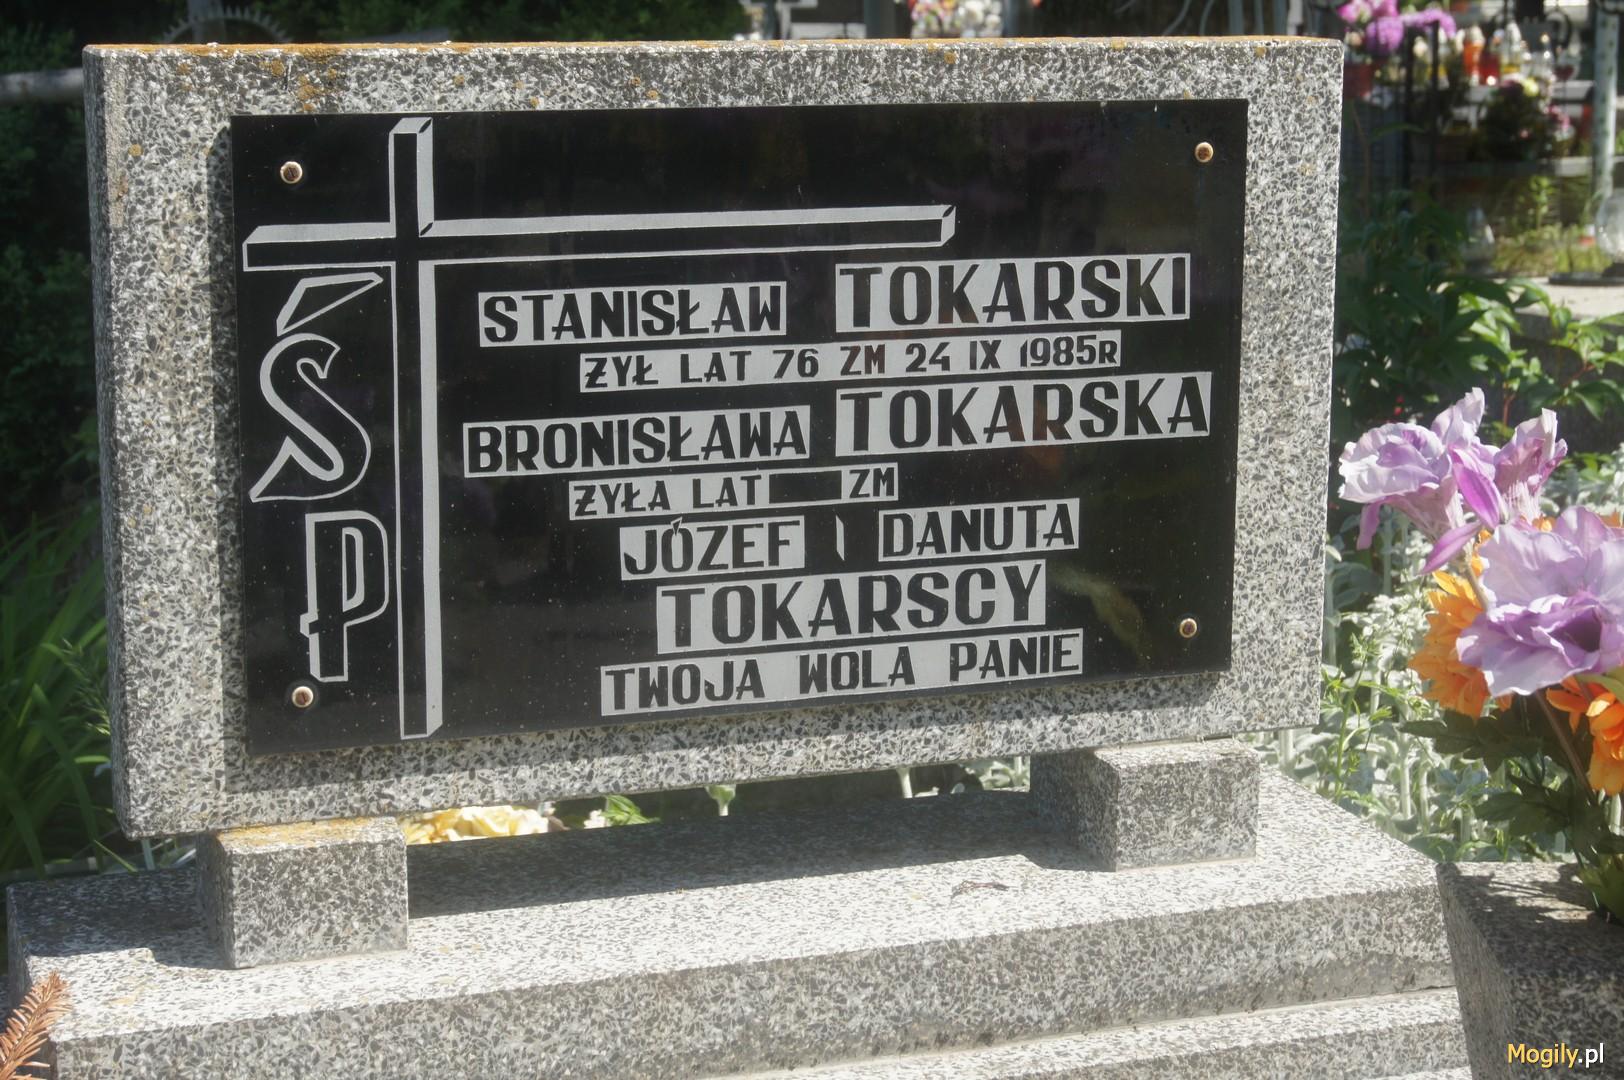 ŚP
STANISŁAW TOKARSKI
ŻYŁ LAT 76 ZM 24 IX 1985R
BRONISŁAWA TOKARSKA
ŻYŁA LAT ZM
JÓZEF I DANUTA
TOKARSCY
TWOJA WOLA PANIE
Mogily.pl